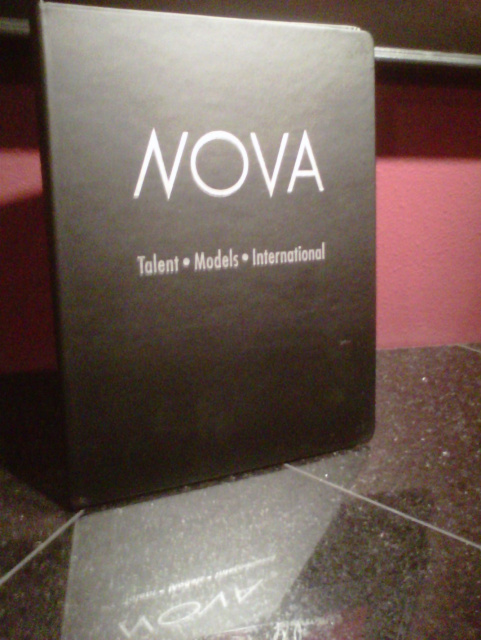 NOVA
Talent • Models • International